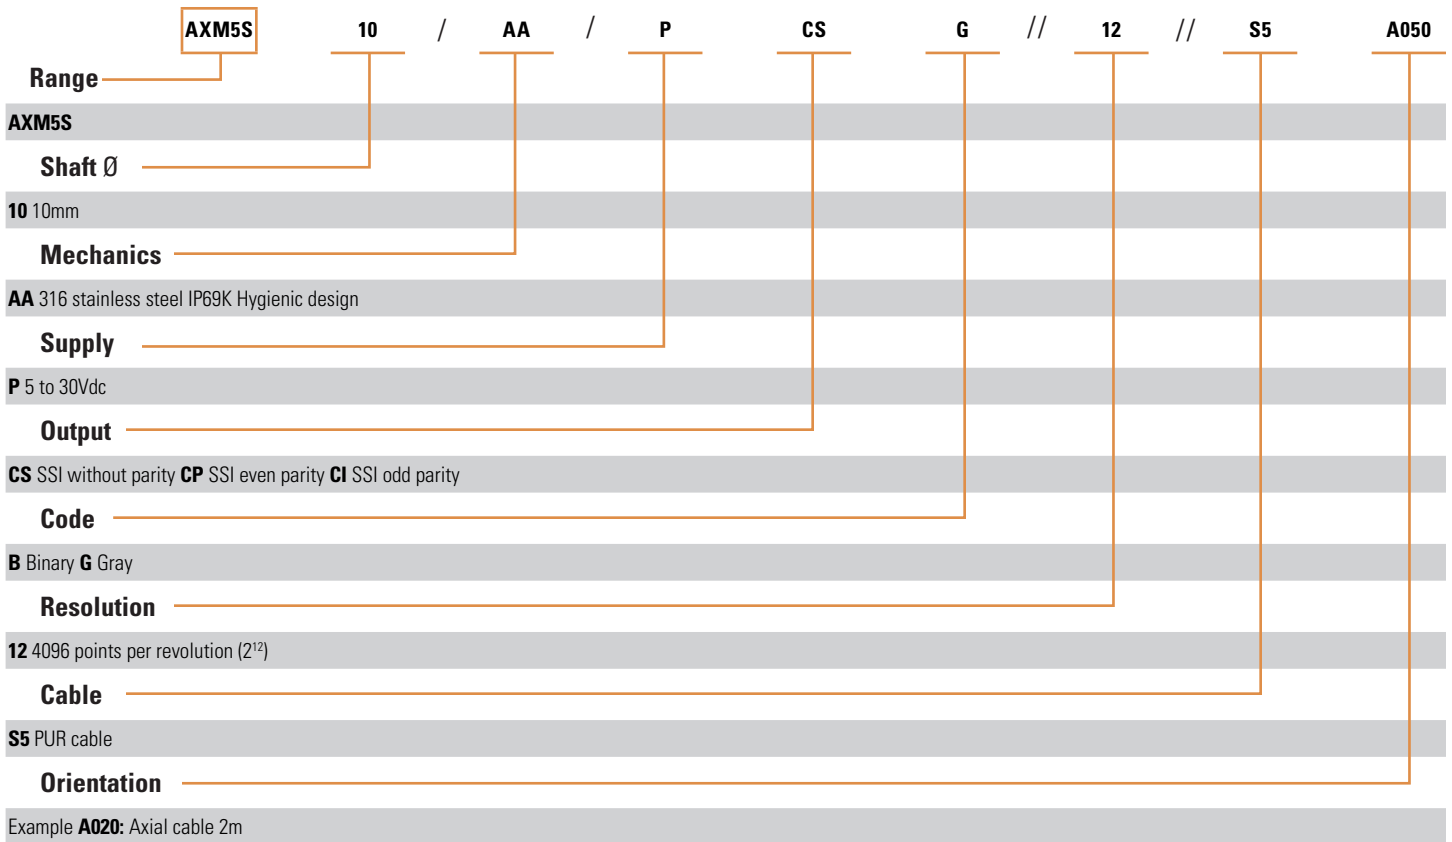 AXM5S 10 / AA / P CS G // 12 // S5 A050
Range
AXM5S
Shaft Ø
10 10mm
Mechanics
AA 316 stainless steel IP69K Hygienic design
Supply
P 5 to 30Vdc
Output
CS SSI without parity CP SSI even parity CI SSI odd parity
Code
B Binary G Gray
Resolution
12 4096 points per revolution (2¹²)
Cable
S5 PUR cable
Orientation
Example A020: Axial cable 2m